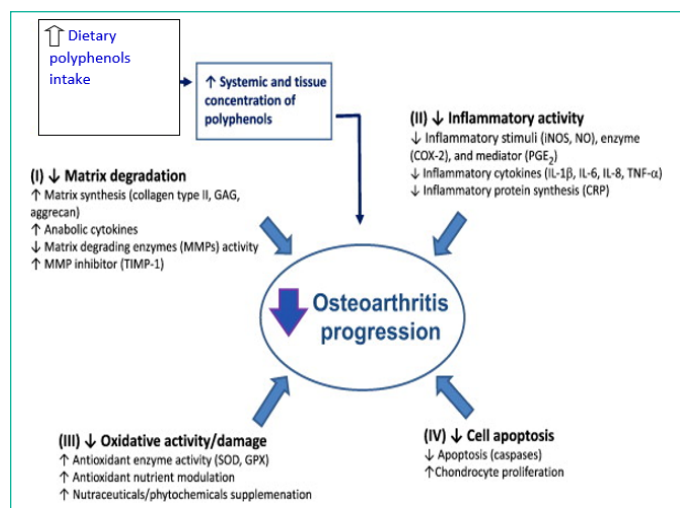 ⇧ Dietary
polyphenols
intake
↑ Systemic and tissue
concentration of
polyphenols
(II) ↓ Inflammatory activity
↓ Inflammatory stimuli (iNOS, NO), enzyme
(COX-2), and mediator (PGE₂)
↓ Inflammatory cytokines (IL-1β, IL-6, IL-8, TNF-α)
↓ Inflammatory protein synthesis (CRP)
(I) ↓ Matrix degradation
↑ Matrix synthesis (collagen type II, GAG,
aggrecan)
↑ Anabolic cytokines
↓ Matrix degrading enzymes (MMPs) activity
↑ MMP inhibitor (TIMP-1)
Osteoarthritis
progression
(III) ↓ Oxidative activity/damage
↑ Antioxidant enzyme activity (SOD, GPX)
↑ Antioxidant nutrient modulation
↑ Nutraceuticals/phytochemicals supplemenation
(IV) ↓ Cell apoptosis
↓ Apoptosis (caspases)
↑Chondrocyte proliferation